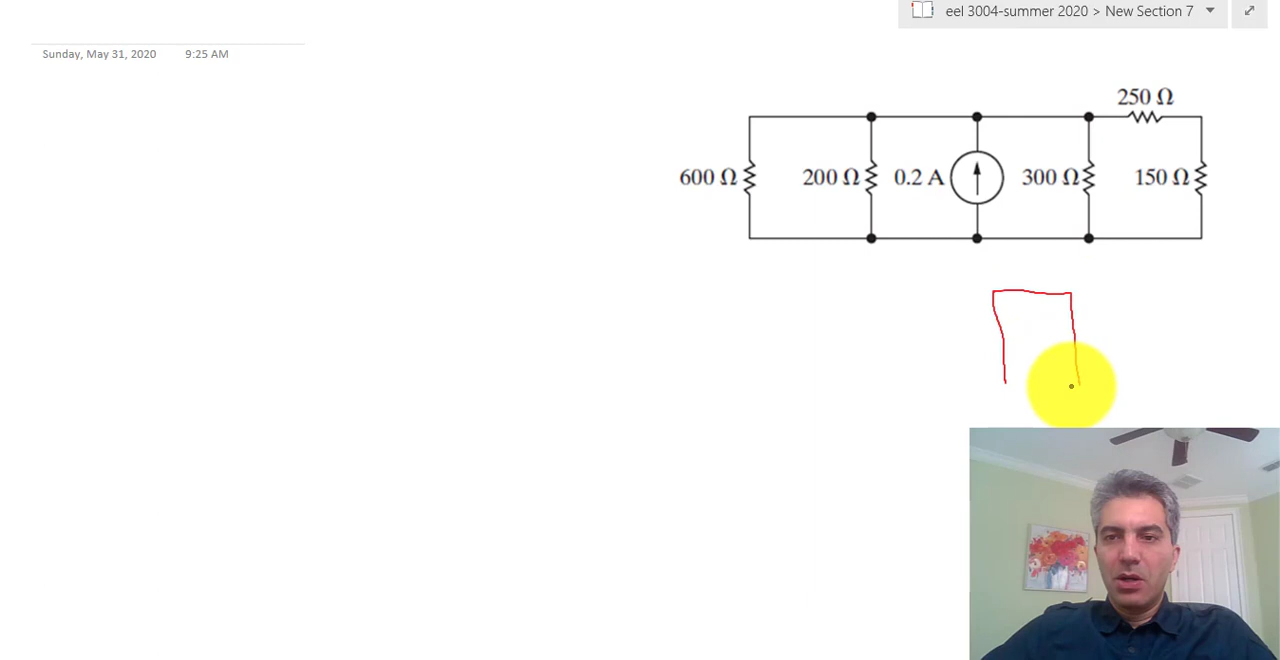 eel 3004-summer 2020 > New Section 7
Sunday, May 31, 2020 9:25 AM
250 Ω
600 Ω 200 Ω 0.2 A 300 Ω 150 Ω